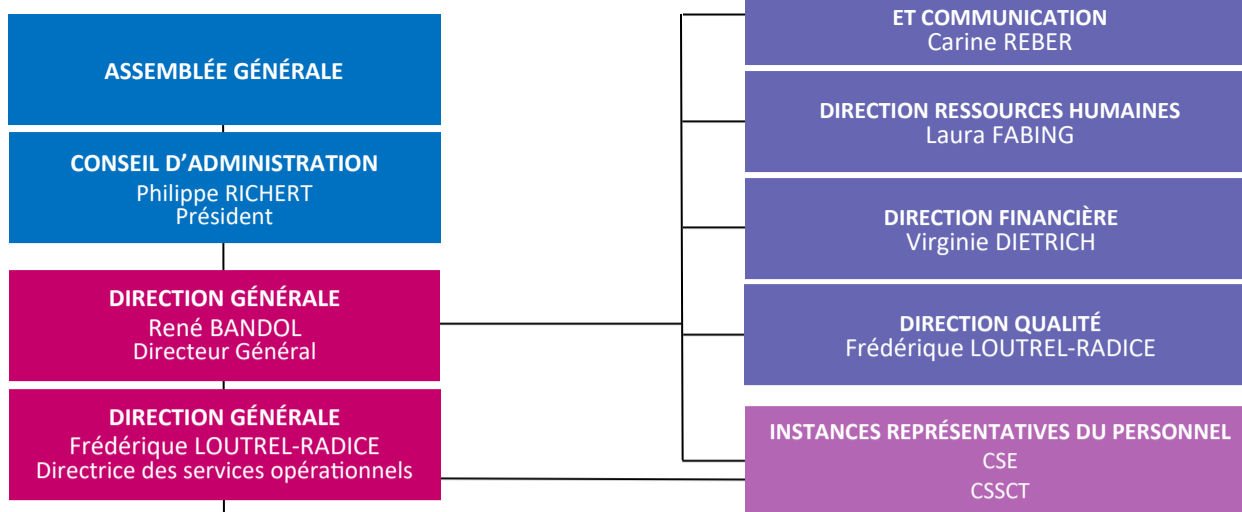 ASSEMBLÉE GÉNÉRALE
CONSEIL D’ADMINISTRATION
Philippe RICHERT
Président
DIRECTION GÉNÉRALE
René BANDOL
Directeur Général
DIRECTION GÉNÉRALE
Frédérique LOUTREL-RADICE
Directrice des services opérationnels
ET COMMUNICATION
Carine REBER
DIRECTION RESSOURCES HUMAINES
Laura FABING
DIRECTION FINANCIÈRE
Virginie DIETRICH
DIRECTION QUALITÉ
Frédérique LOUTREL-RADICE
INSTANCES REPRÉSENTATIVES DU PERSONNEL
CSE
CSSCT